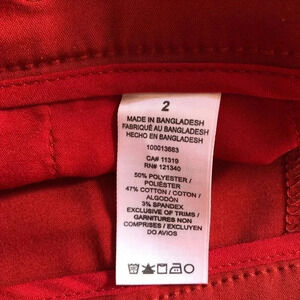 2
MADE IN BANGLADESH
FABRIQUÉ AU BANGLADESH
HECHO EN BANGLADESH
100013683
CA# 11319
RN# 121340
50% POLYESTER /
POLIÉSTER
47% COTTON / COTON /
ALGODÓN
3% SPANDEX
EXCLUSIVE OF TRIMS /
GARNITURES NON
COMPRISES / EXCLUYEN
DO AVIOS